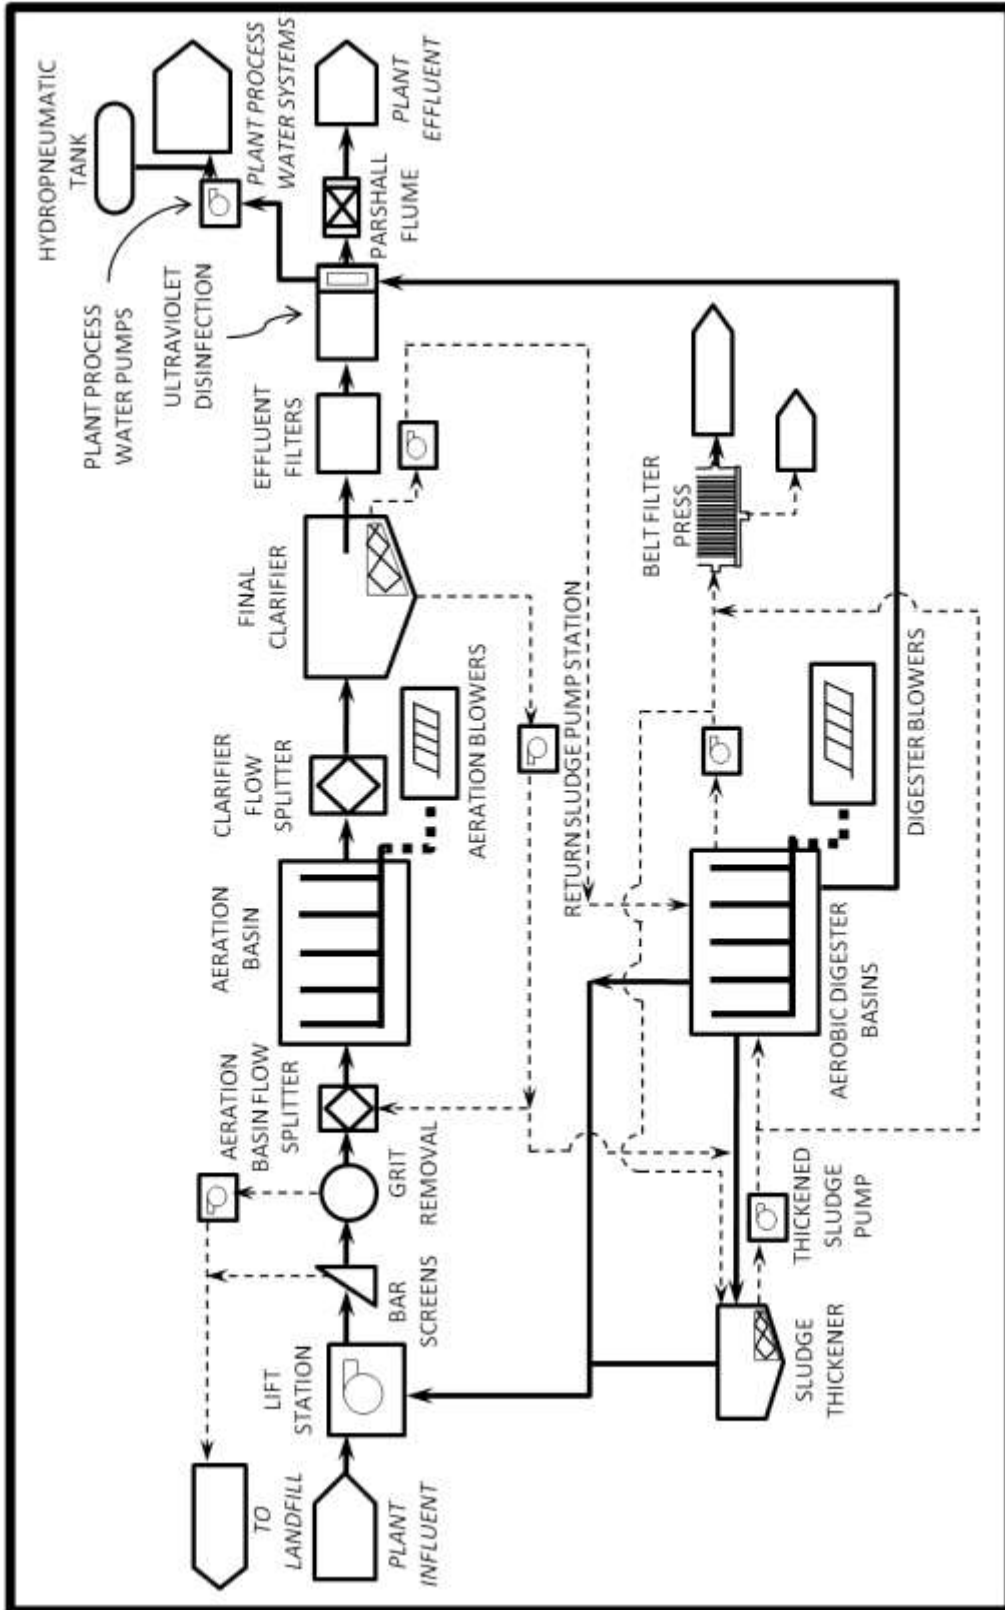 HYDROPNEUMATIC
TANK
PLANT PROCESS
WATER PUMPS
PLANT PROCESS
WATER SYSTEMS
ULTRAVIOLET
DISINFECTION
PLANT
EFFLUENT
PARSHALL
FLUME
EFFLUENT
FILTERS
FINAL
CLARIFIER
CLARIFIER
FLOW
SPLITTER
AERATION BLOWERS
AERATION
BASIN
AERATION
BASIN FLOW
SPLITTER
GRIT
REMOVAL
BAR
SCREENS
LIFT
STATION
TO
LANDFILL
PLANT
INFLUENT
RETURN SLUDGE PUMP STATION
BELT FILTER
PRESS
DIGESTER BLOWERS
AEROBIC DIGESTER
BASINS
THICKENED
SLUDGE
PUMP
SLUDGE
THICKENER